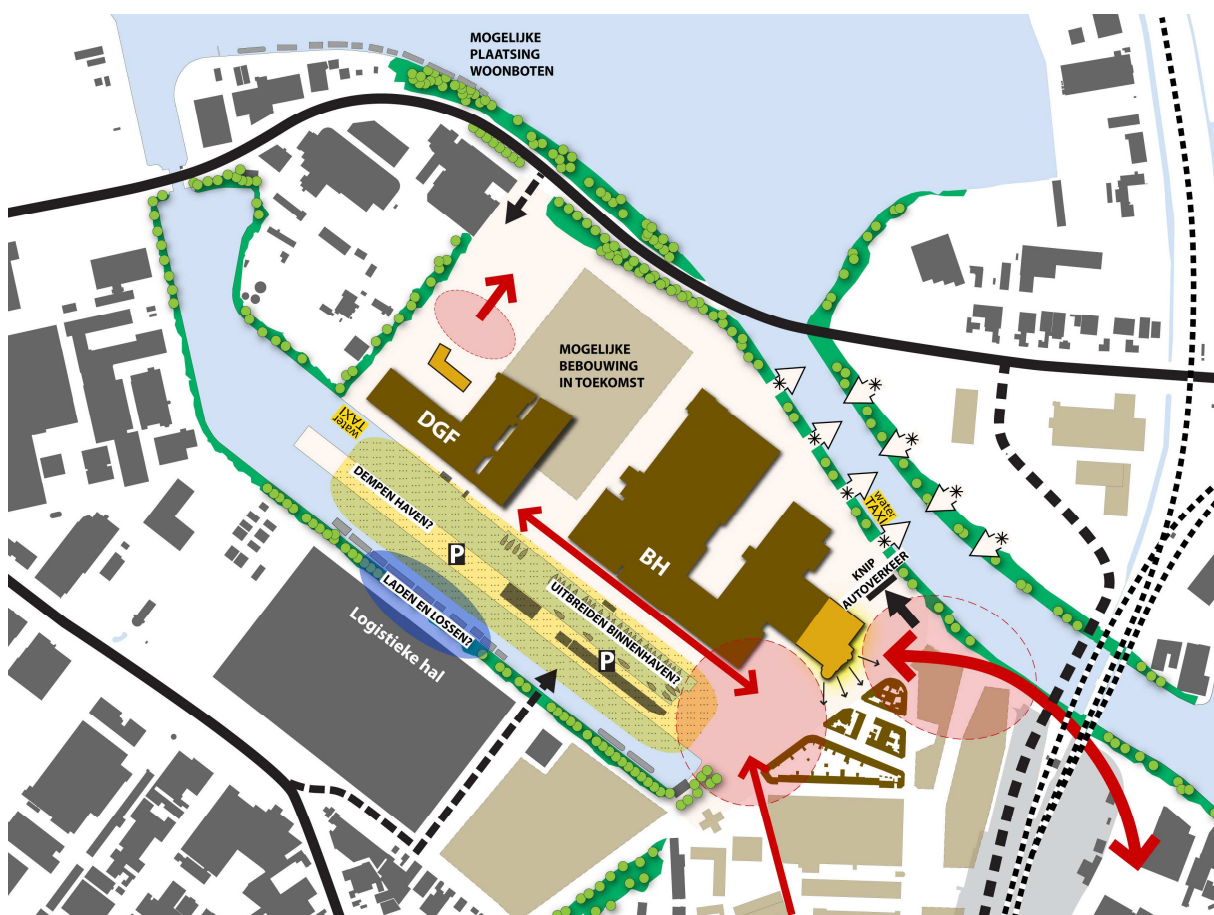 MOGELIJKE
PLAATSING
WOONBOTEN
MOGELIJKE
BEBOUWING
IN TOEKOMST
DGF
water
TAXI
DEMPEN HAVEN?
P
BH
water
TAXI
KNIP
AUTOVERKEER
LADEN EN LOSSEN?
UITBREIDEN BINNENHAVEN?
Logistieke hal
P